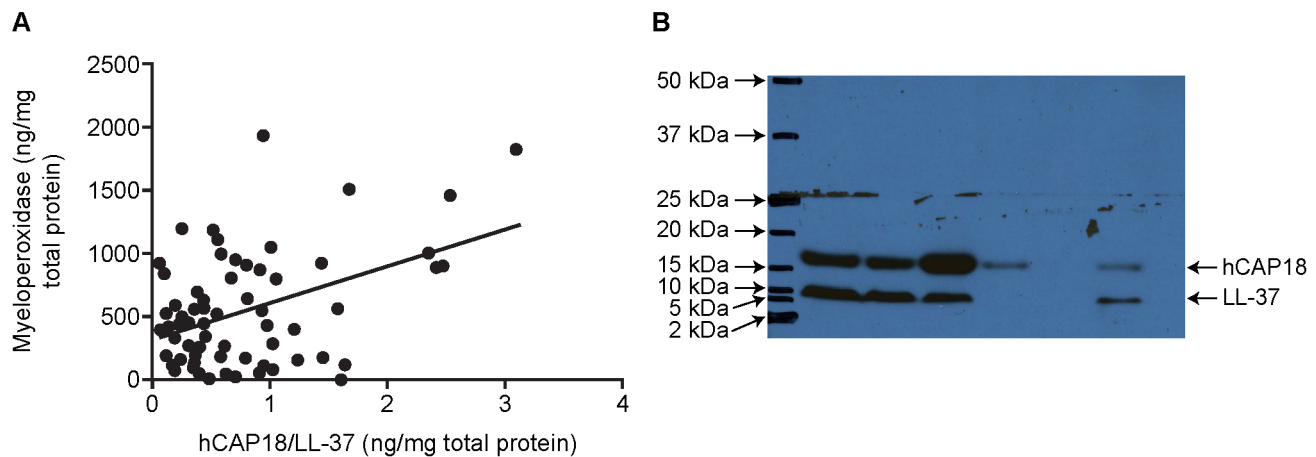 A
Myeloperoxidase (ng/mg
total protein)
2500
2000
1500
1000
500
0
0 1 2 3 4
hCAP18/LL-37 (ng/mg total protein)
B
50 kDa
37 kDa
25 kDa
20 kDa
15 kDa
10 kDa
5 kDa
2 kDa
hCAP18
LL-37